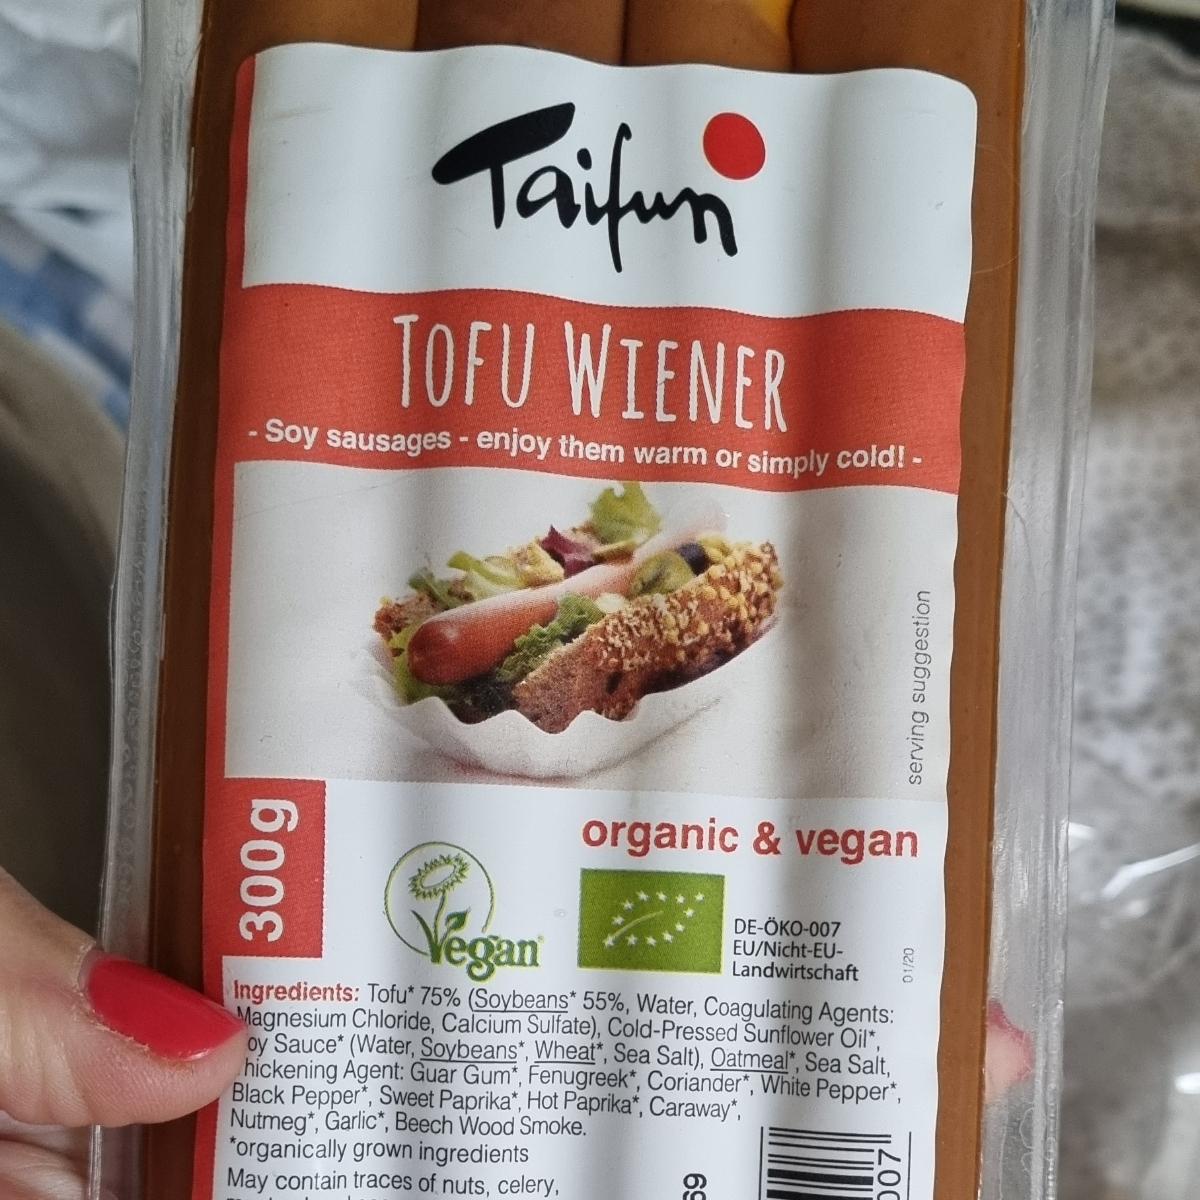 Taifun
TOFU WIENER
- Soy sausages - enjoy them warm or simply cold! -
serving suggestion
300g
organic & vegan
Vegan
DE-ÖKO-007
EU/Nicht-EU-
Landwirtschaft
01/20
Ingredients: Tofu* 75% (Soybeans* 55%, Water, Coagulating Agents:
Magnesium Chloride, Calcium Sulfate), Cold-Pressed Sunflower Oil*,
oy Sauce* (Water, Soybeans*, Wheat*, Sea Salt), Oatmeal*, Sea Salt,
hickening Agent: Guar Gum*, Fenugreek*, Coriander*, White Pepper*,
Black Pepper*, Sweet Paprika*, Hot Paprika*, Caraway*,
Nutmeg*, Garlic*, Beech Wood Smoke.
*organically grown ingredients
May contain traces of nuts, celery,
69
007